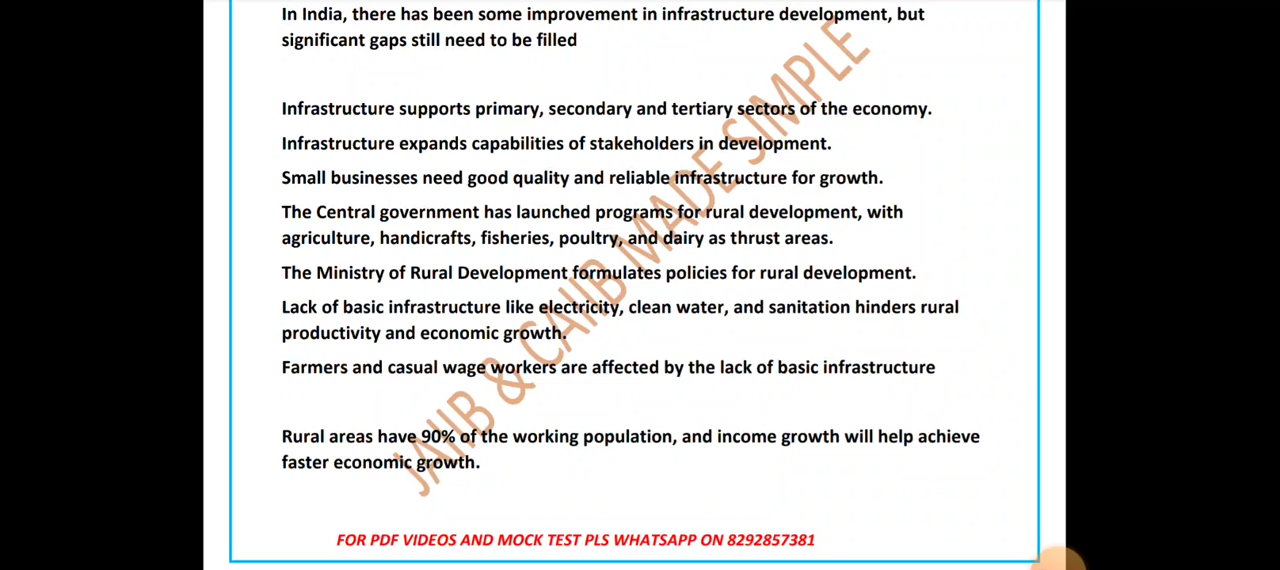 In India, there has been some improvement in infrastructure development, but
significant gaps still need to be filled
Infrastructure supports primary, secondary and tertiary sectors of the economy.
Infrastructure expands capabilities of stakeholders in development.
Small businesses need good quality and reliable infrastructure for growth.
The Central government has launched programs for rural development, with
agriculture, handicrafts, fisheries, poultry, and dairy as thrust areas.
The Ministry of Rural Development formulates policies for rural development.
Lack of basic infrastructure like electricity, clean water, and sanitation hinders rural
productivity and economic growth.
Farmers and casual wage workers are affected by the lack of basic infrastructure
Rural areas have 90% of the working population, and income growth will help achieve
faster economic growth.
JAIIB & CAIIB MADE SIMPLE
FOR PDF VIDEOS AND MOCK TEST PLS WHATSAPP ON 8292857381